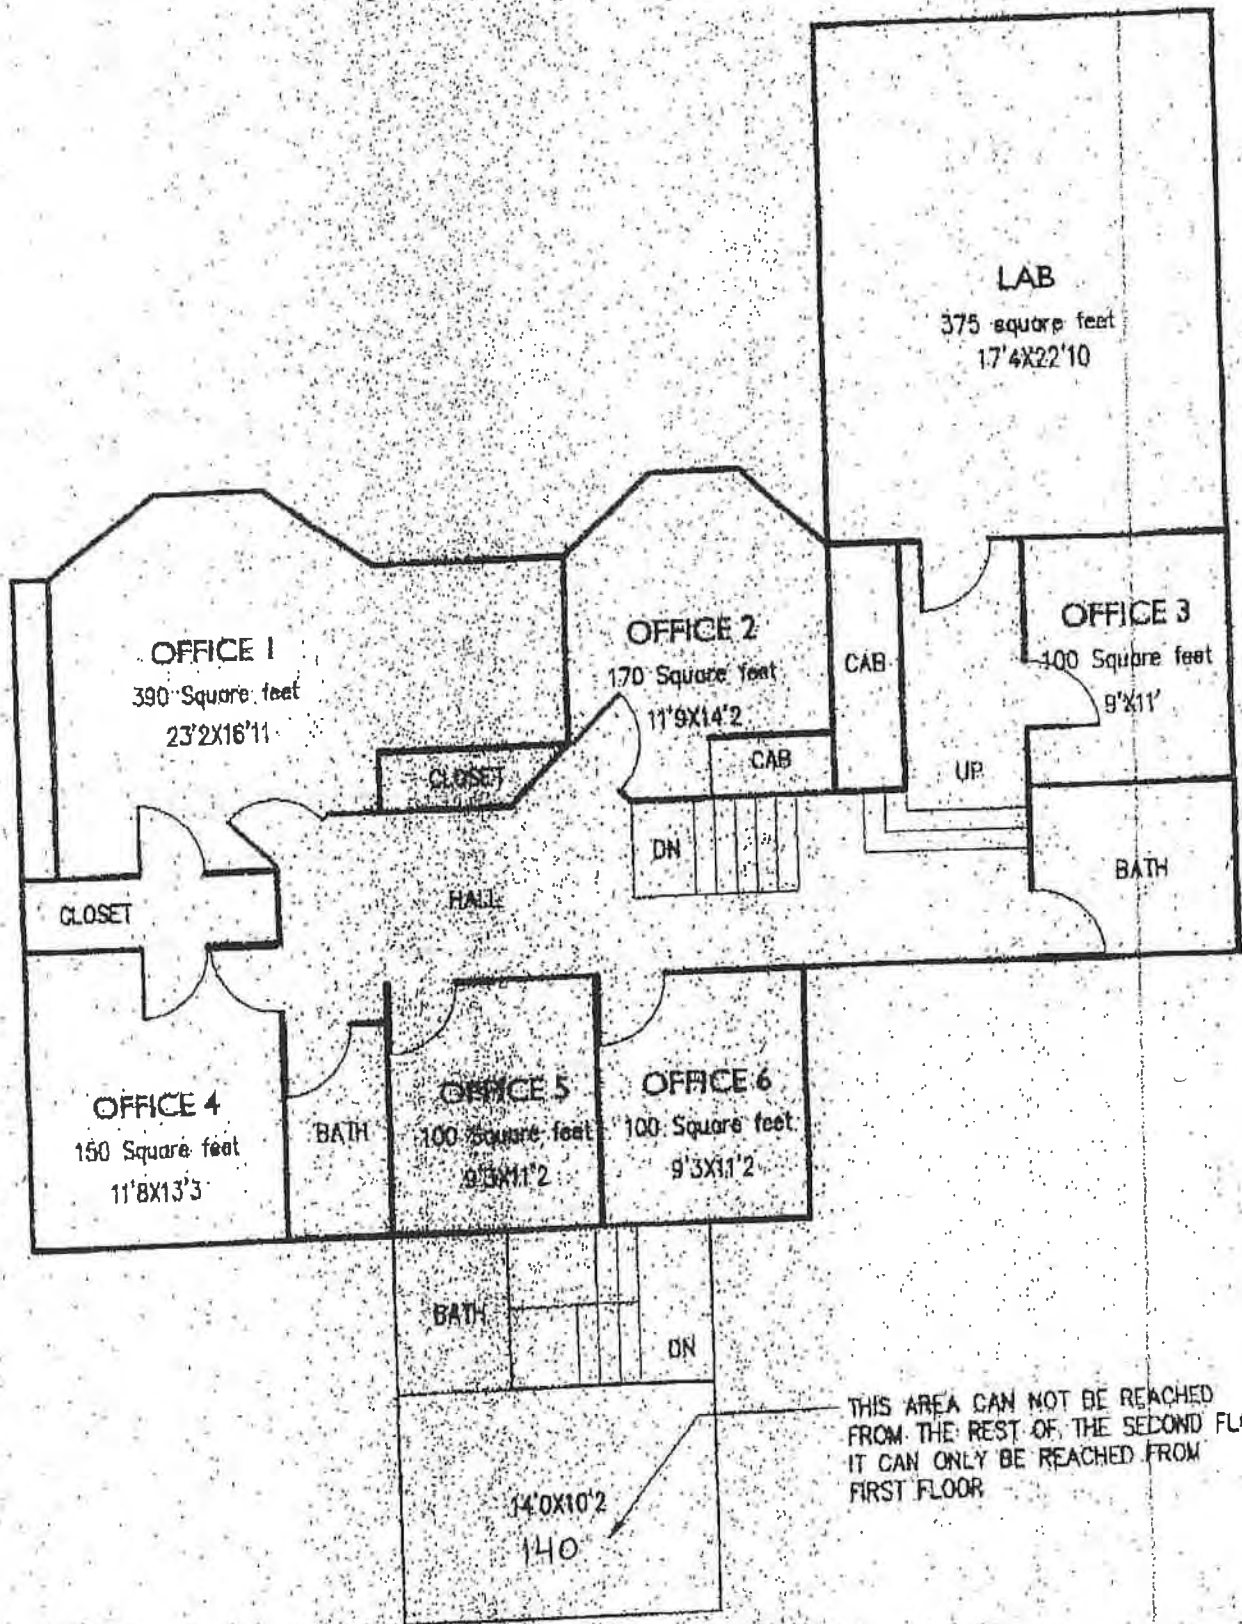 LAB
375 square feet
17'4X22'10
OFFICE 1
390 Square feet
23'2X16'11
OFFICE 2
170 Square feet
11'9X14'2
CAB
OFFICE 3
100 Square feet
9'X11'
CLOSET
CAB
UP
DN
BATH
HALL
CLOSET
OFFICE 4
150 Square feet
11'8X13'3
BATH
OFFICE 5
100 Square feet
9'3X11'2
OFFICE 6
100 Square feet
9'3X11'2
BATH
DN
THIS AREA CAN NOT BE REACHED
FROM THE REST OF THE SECOND
IT CAN ONLY BE REACHED FROM
FIRST FLOOR
14'0X10'2
140